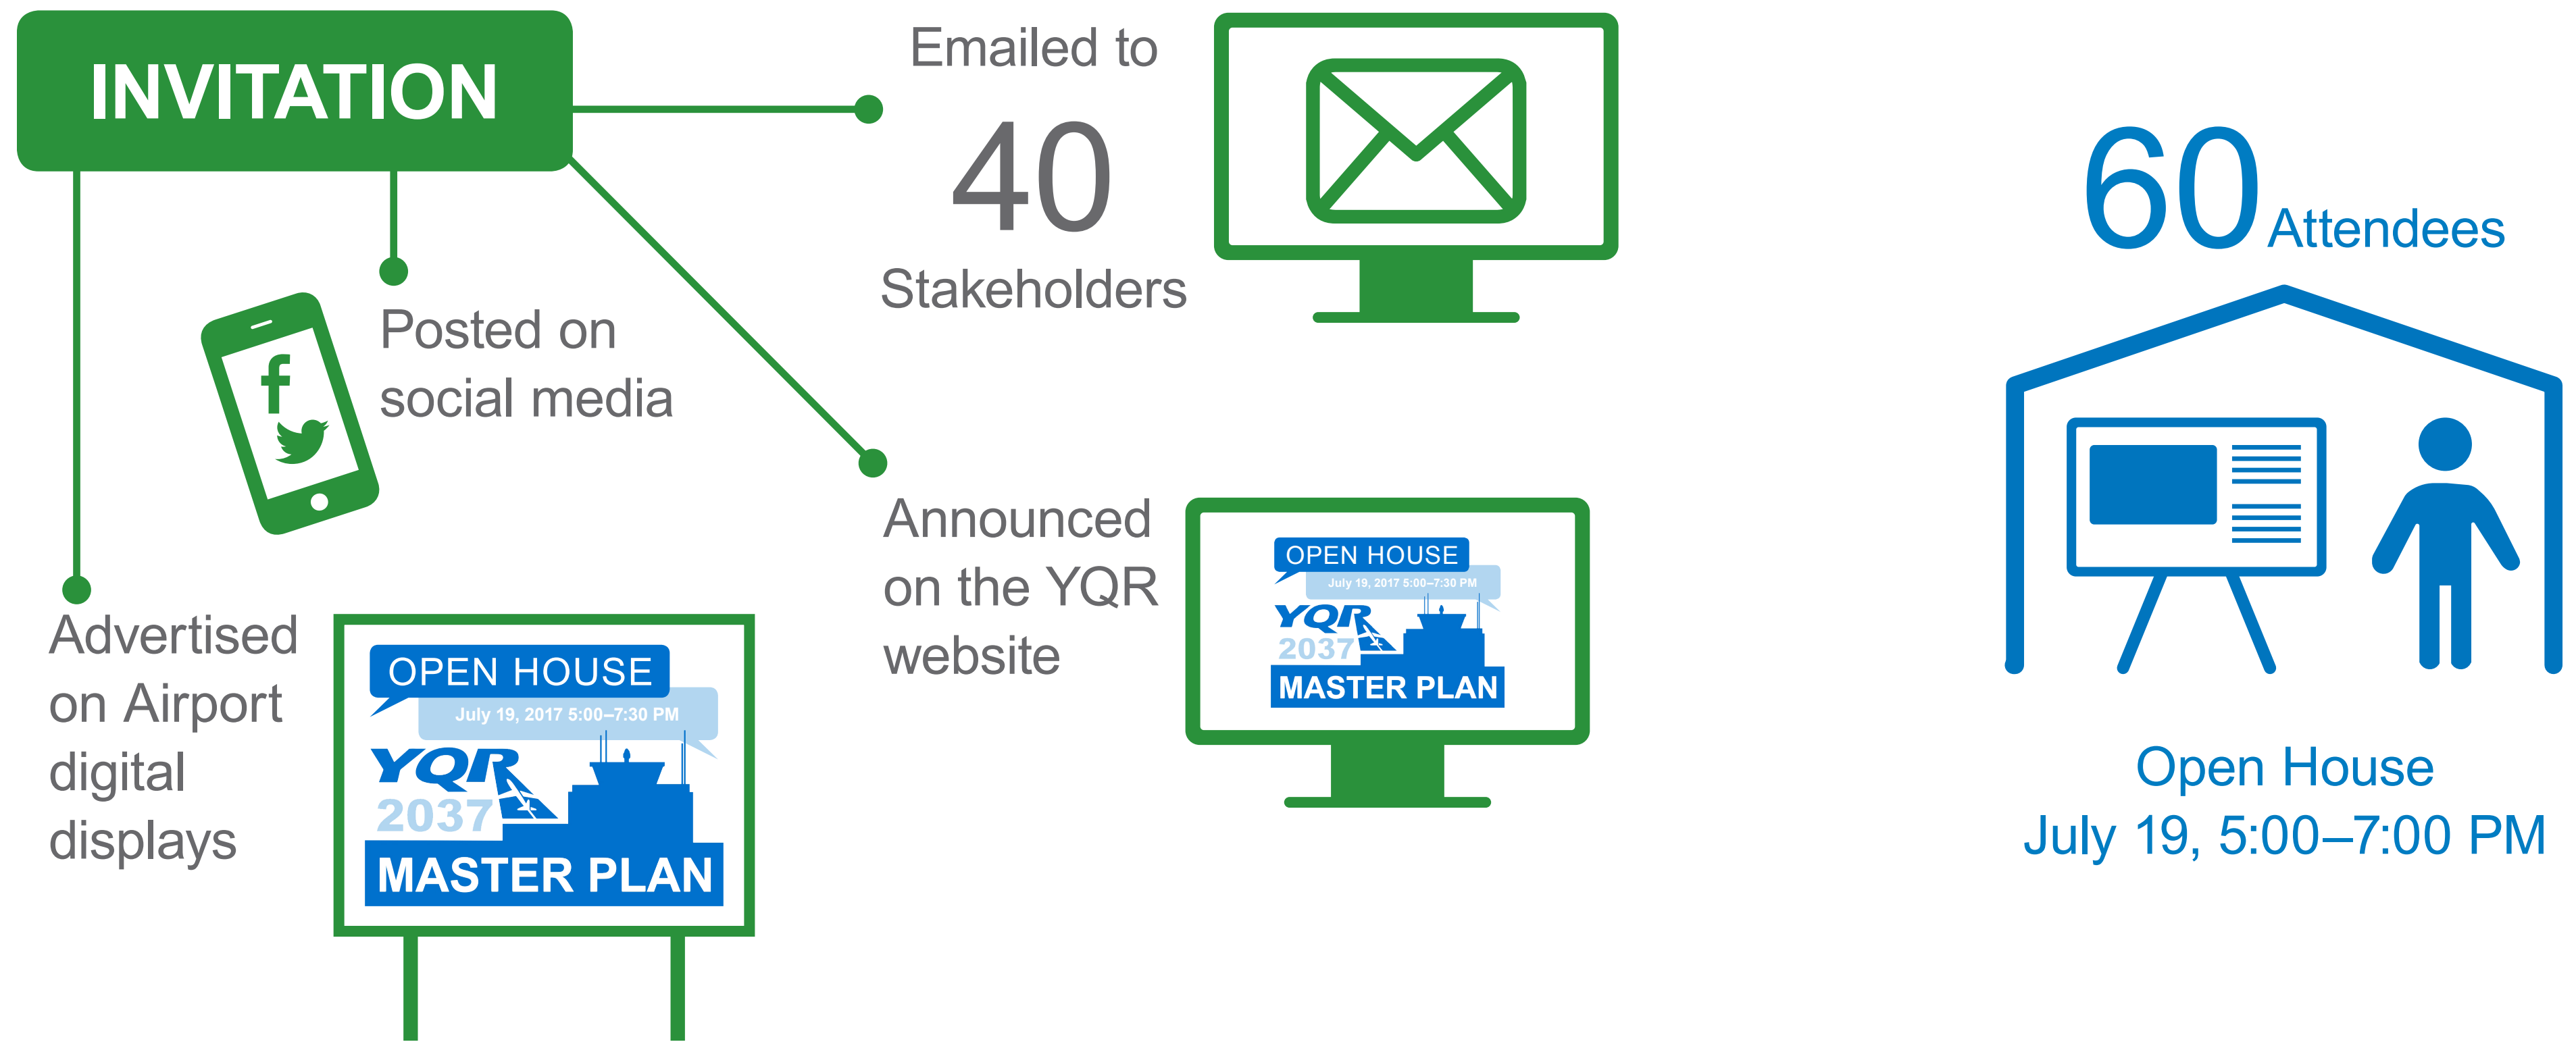 INVITATION
Emailed to
40
Stakeholders
60 Attendees
Posted on
social media
f
Announced
on the YQR
website
OPEN HOUSE
July 19, 2017 5:00–7:30 PM
YQR
2037
MASTER PLAN
Advertised
on Airport
digital
displays
OPEN HOUSE
July 19, 2017 5:00–7:30 PM
YQR
2037
MASTER PLAN
Open House
July 19, 5:00–7:00 PM